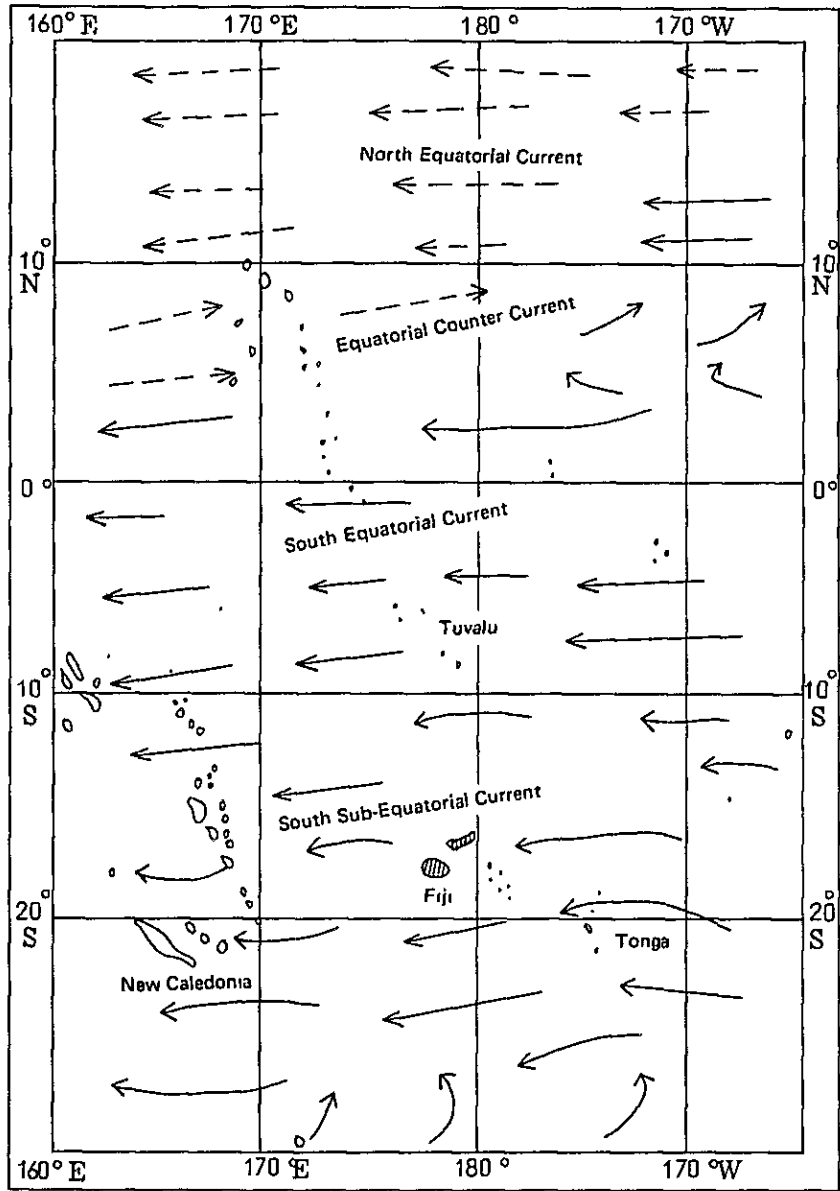 160° E 170 °E 180 ° 170 °W
North Equatorial Current
10° 10°
N N
Equatorial Counter Current
0° 0°
South Equatorial Current
Tuvalu
10° 10°
S S
South Sub-Equatorial Current
Fiji
20° 20°
S S
Tonga
New Caledonia
160° E 170 °E 180 ° 170 °W